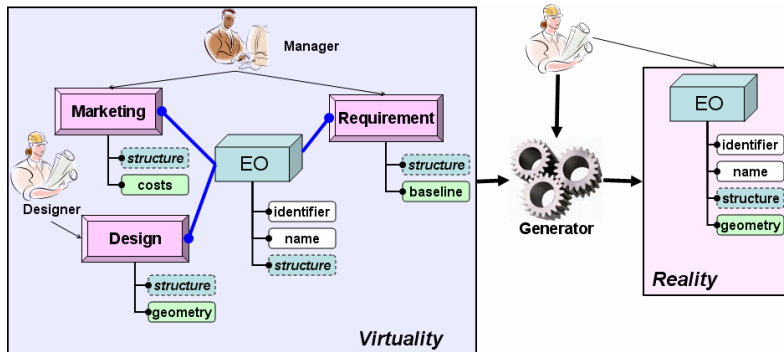 Manager
Marketing
structure
costs
Designer
Design
structure
geometry
EO
identifier
name
structure
Requirement
structure
baseline
Virtuality
Generator
EO
identifier
name
structure
geometry
Reality